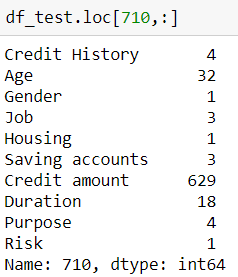 df_test.loc[710,:]
Credit History 4
Age 32
Gender 1
Job 3
Housing 1
Saving accounts 3
Credit amount 629
Duration 18
Purpose 4
Risk 1
Name: 710, dtype: int64